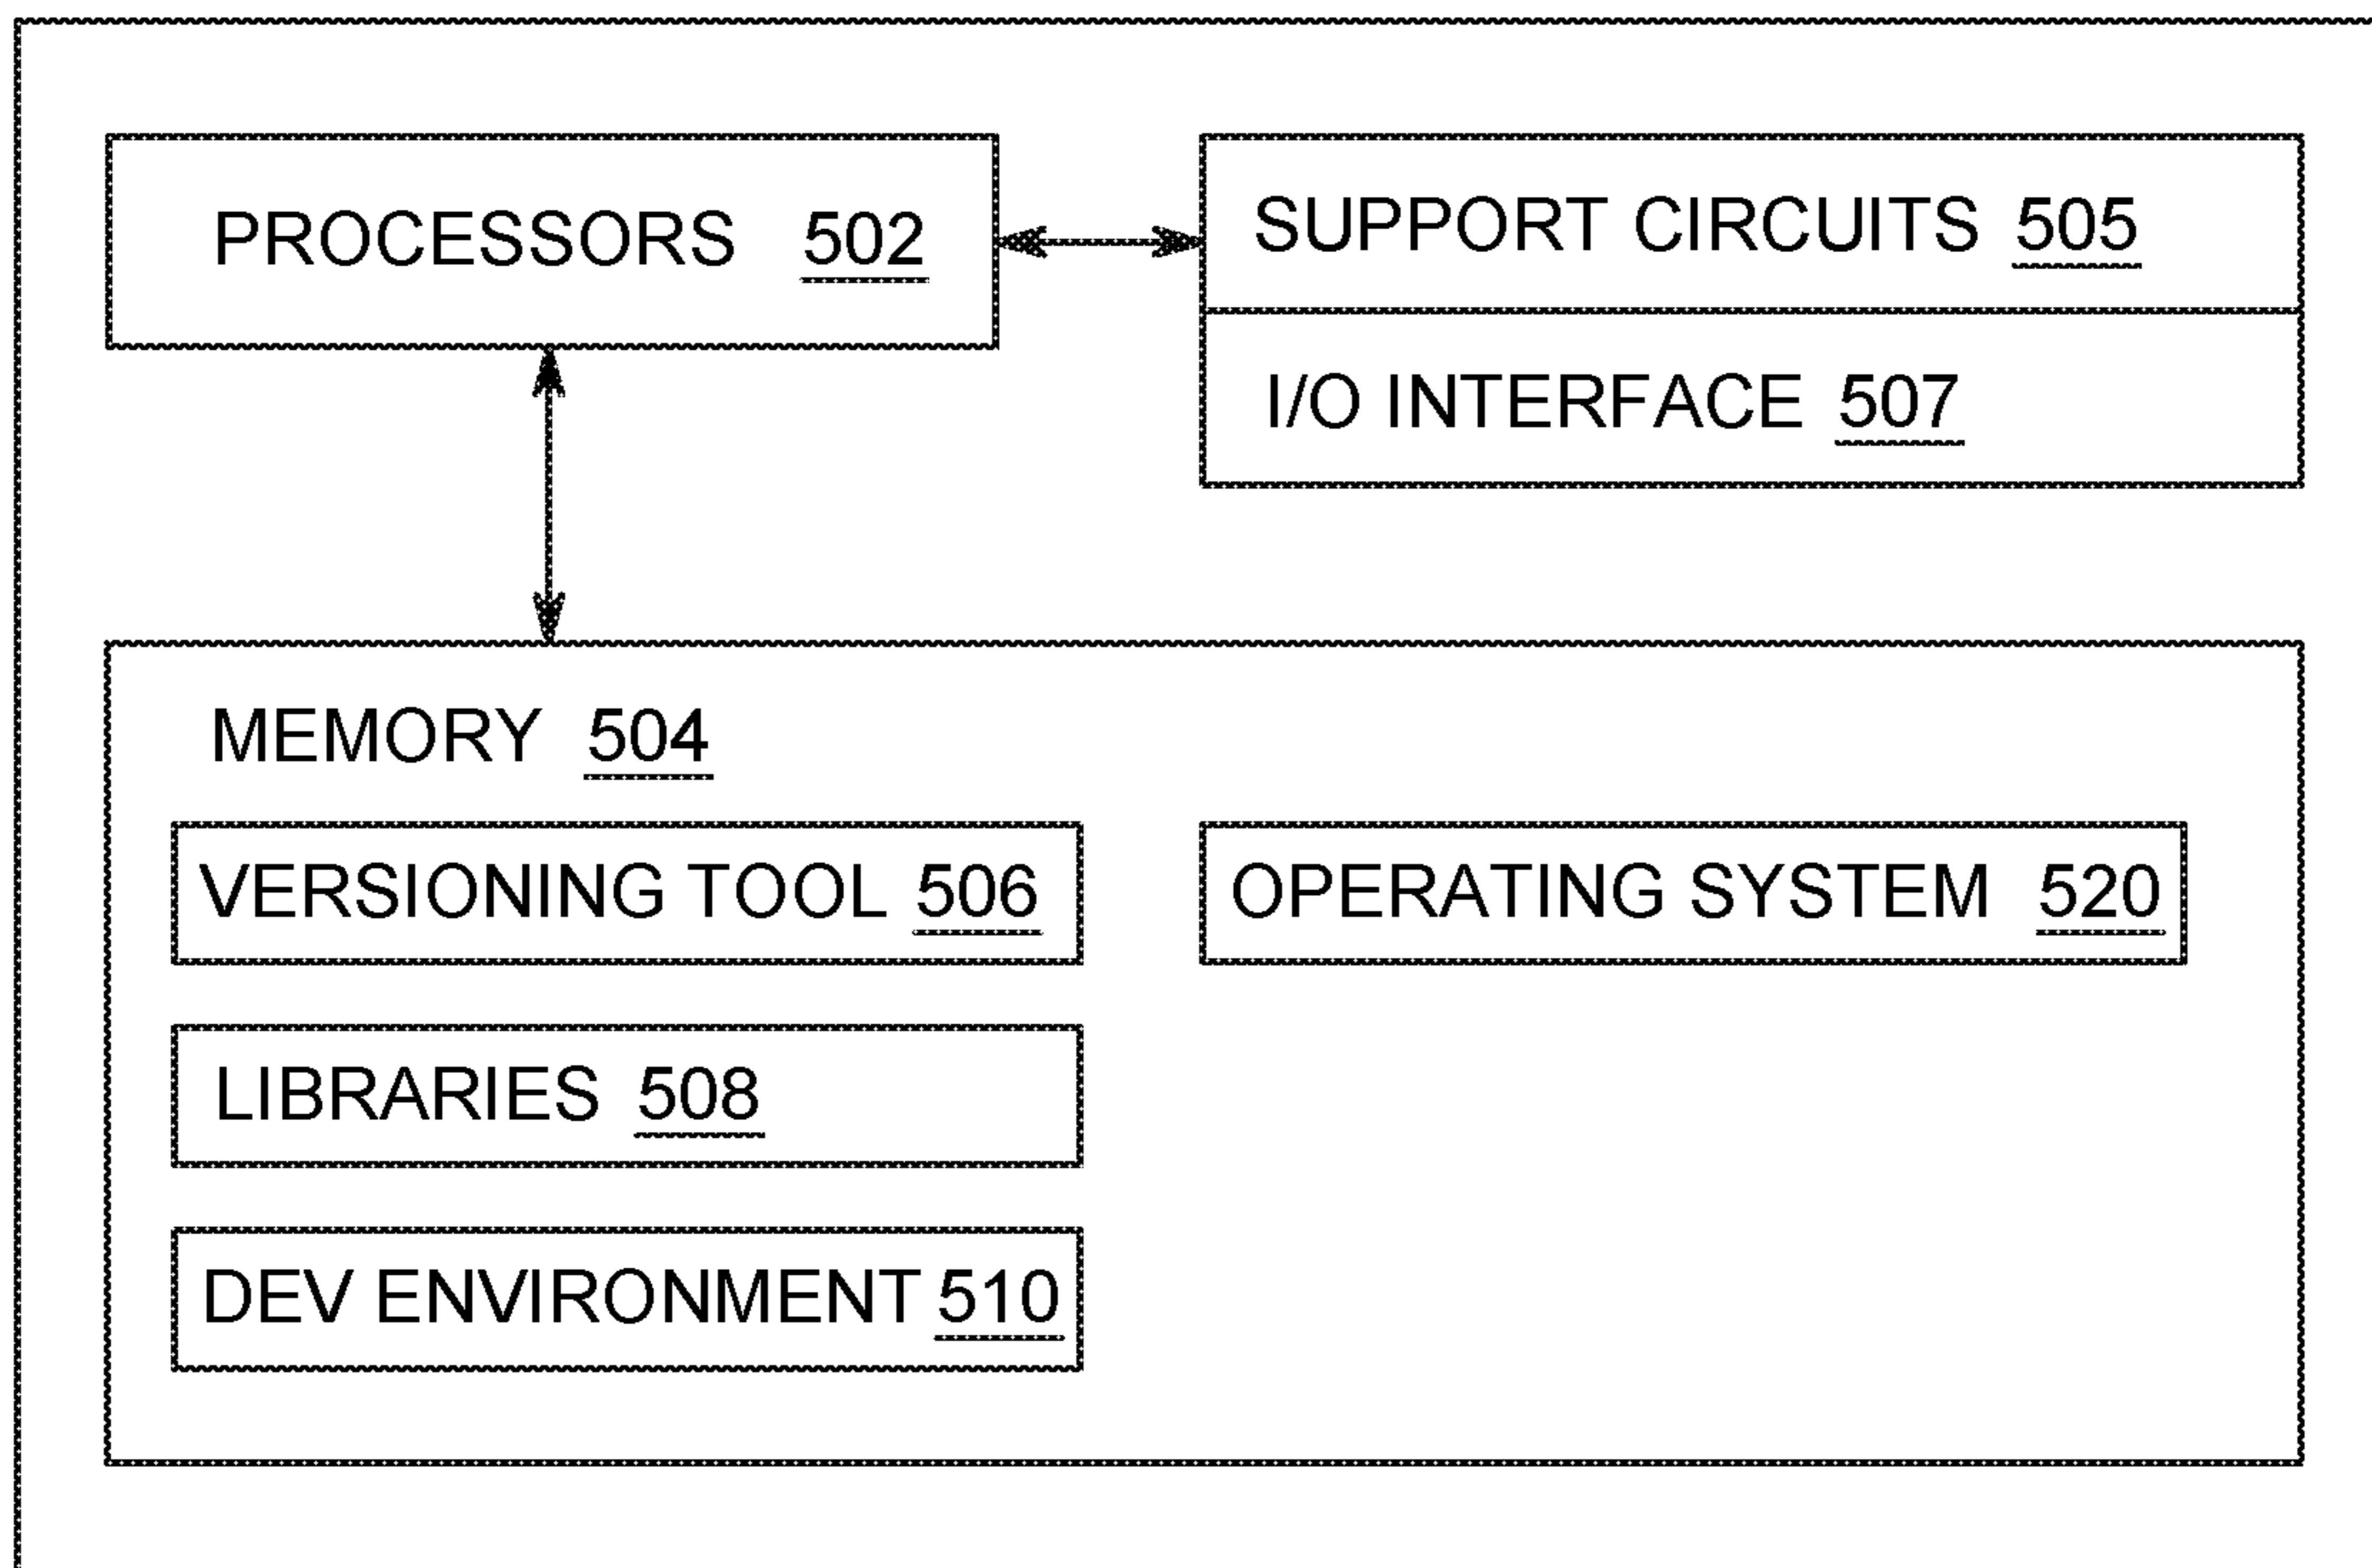 PROCESSORS 502
SUPPORT CIRCUITS 505
I/O INTERFACE 507
MEMORY 504
VERSIONING TOOL 506
OPERATING SYSTEM 520
LIBRARIES 508
DEV ENVIRONMENT 510